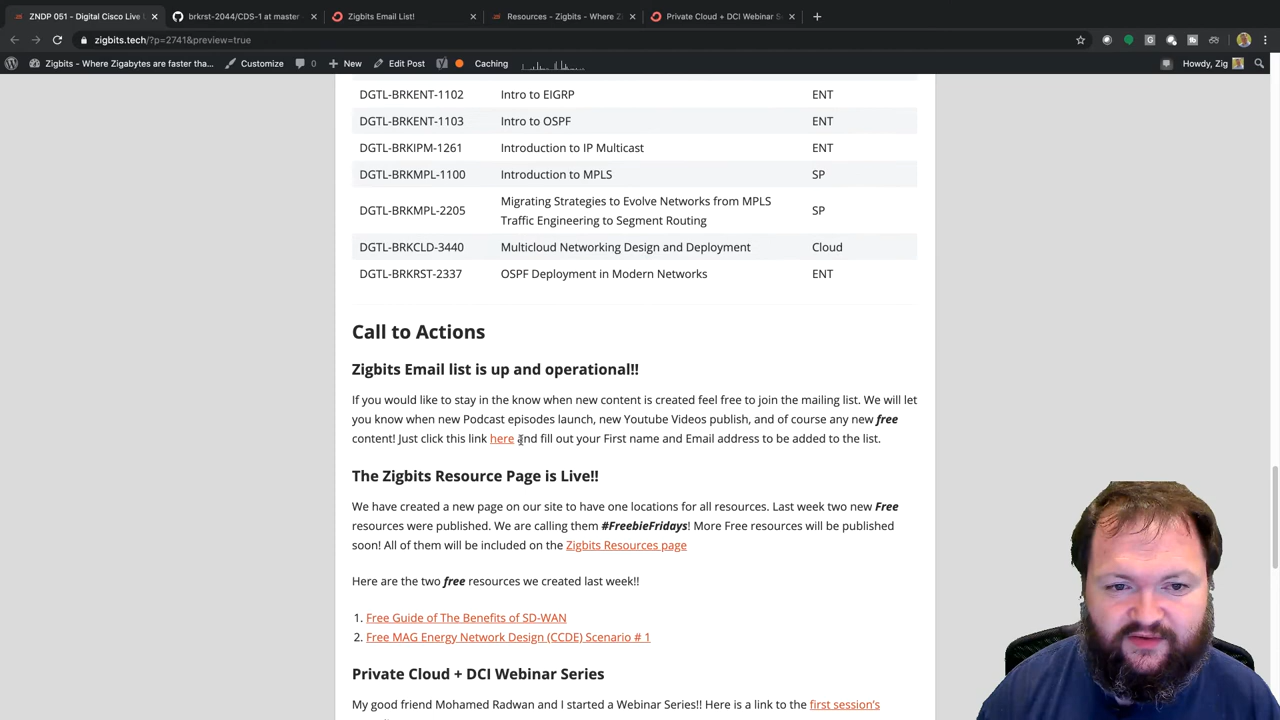 ZNDP 051 - Digital Cisco Live
brkrst-2044/CDS-1 at master
Zigbits Email List!
Resources - Zigbits - Where Z
Private Cloud + DCI Webinar S
zigbits.tech/?p=2741&preview=true
Zigbits - Where Zigabytes are faster tha...
Customize
0
New
Edit Post
Caching
Howdy, Zig
DGTL-BRKENT-1102 Intro to EIGRP ENT
DGTL-BRKENT-1103 Intro to OSPF ENT
DGTL-BRKIPM-1261 Introduction to IP Multicast ENT
DGTL-BRKMPL-1100 Introduction to MPLS SP
DGTL-BRKMPL-2205 Migrating Strategies to Evolve Networks from MPLS
Traffic Engineering to Segment Routing SP
DGTL-BRKCLD-3440 Multicloud Networking Design and Deployment Cloud
DGTL-BRKRST-2337 OSPF Deployment in Modern Networks ENT
Call to Actions
Zigbits Email list is up and operational!!
If you would like to stay in the know when new content is created feel free to join the mailing list. We will let
you know when new Podcast episodes launch, new Youtube Videos publish, and of course any new free
content! Just click this link here and fill out your First name and Email address to be added to the list.
The Zigbits Resource Page is Live!!
We have created a new page on our site to have one locations for all resources. Last week two new Free
resources were published. We are calling them #FreebieFridays! More Free resources will be published
soon! All of them will be included on the Zigbits Resources page
Here are the two free resources we created last week!!
1. Free Guide of The Benefits of SD-WAN
2. Free MAG Energy Network Design (CCDE) Scenario # 1
Private Cloud + DCI Webinar Series
My good friend Mohamed Radwan and I started a Webinar Series!! Here is a link to the first session's